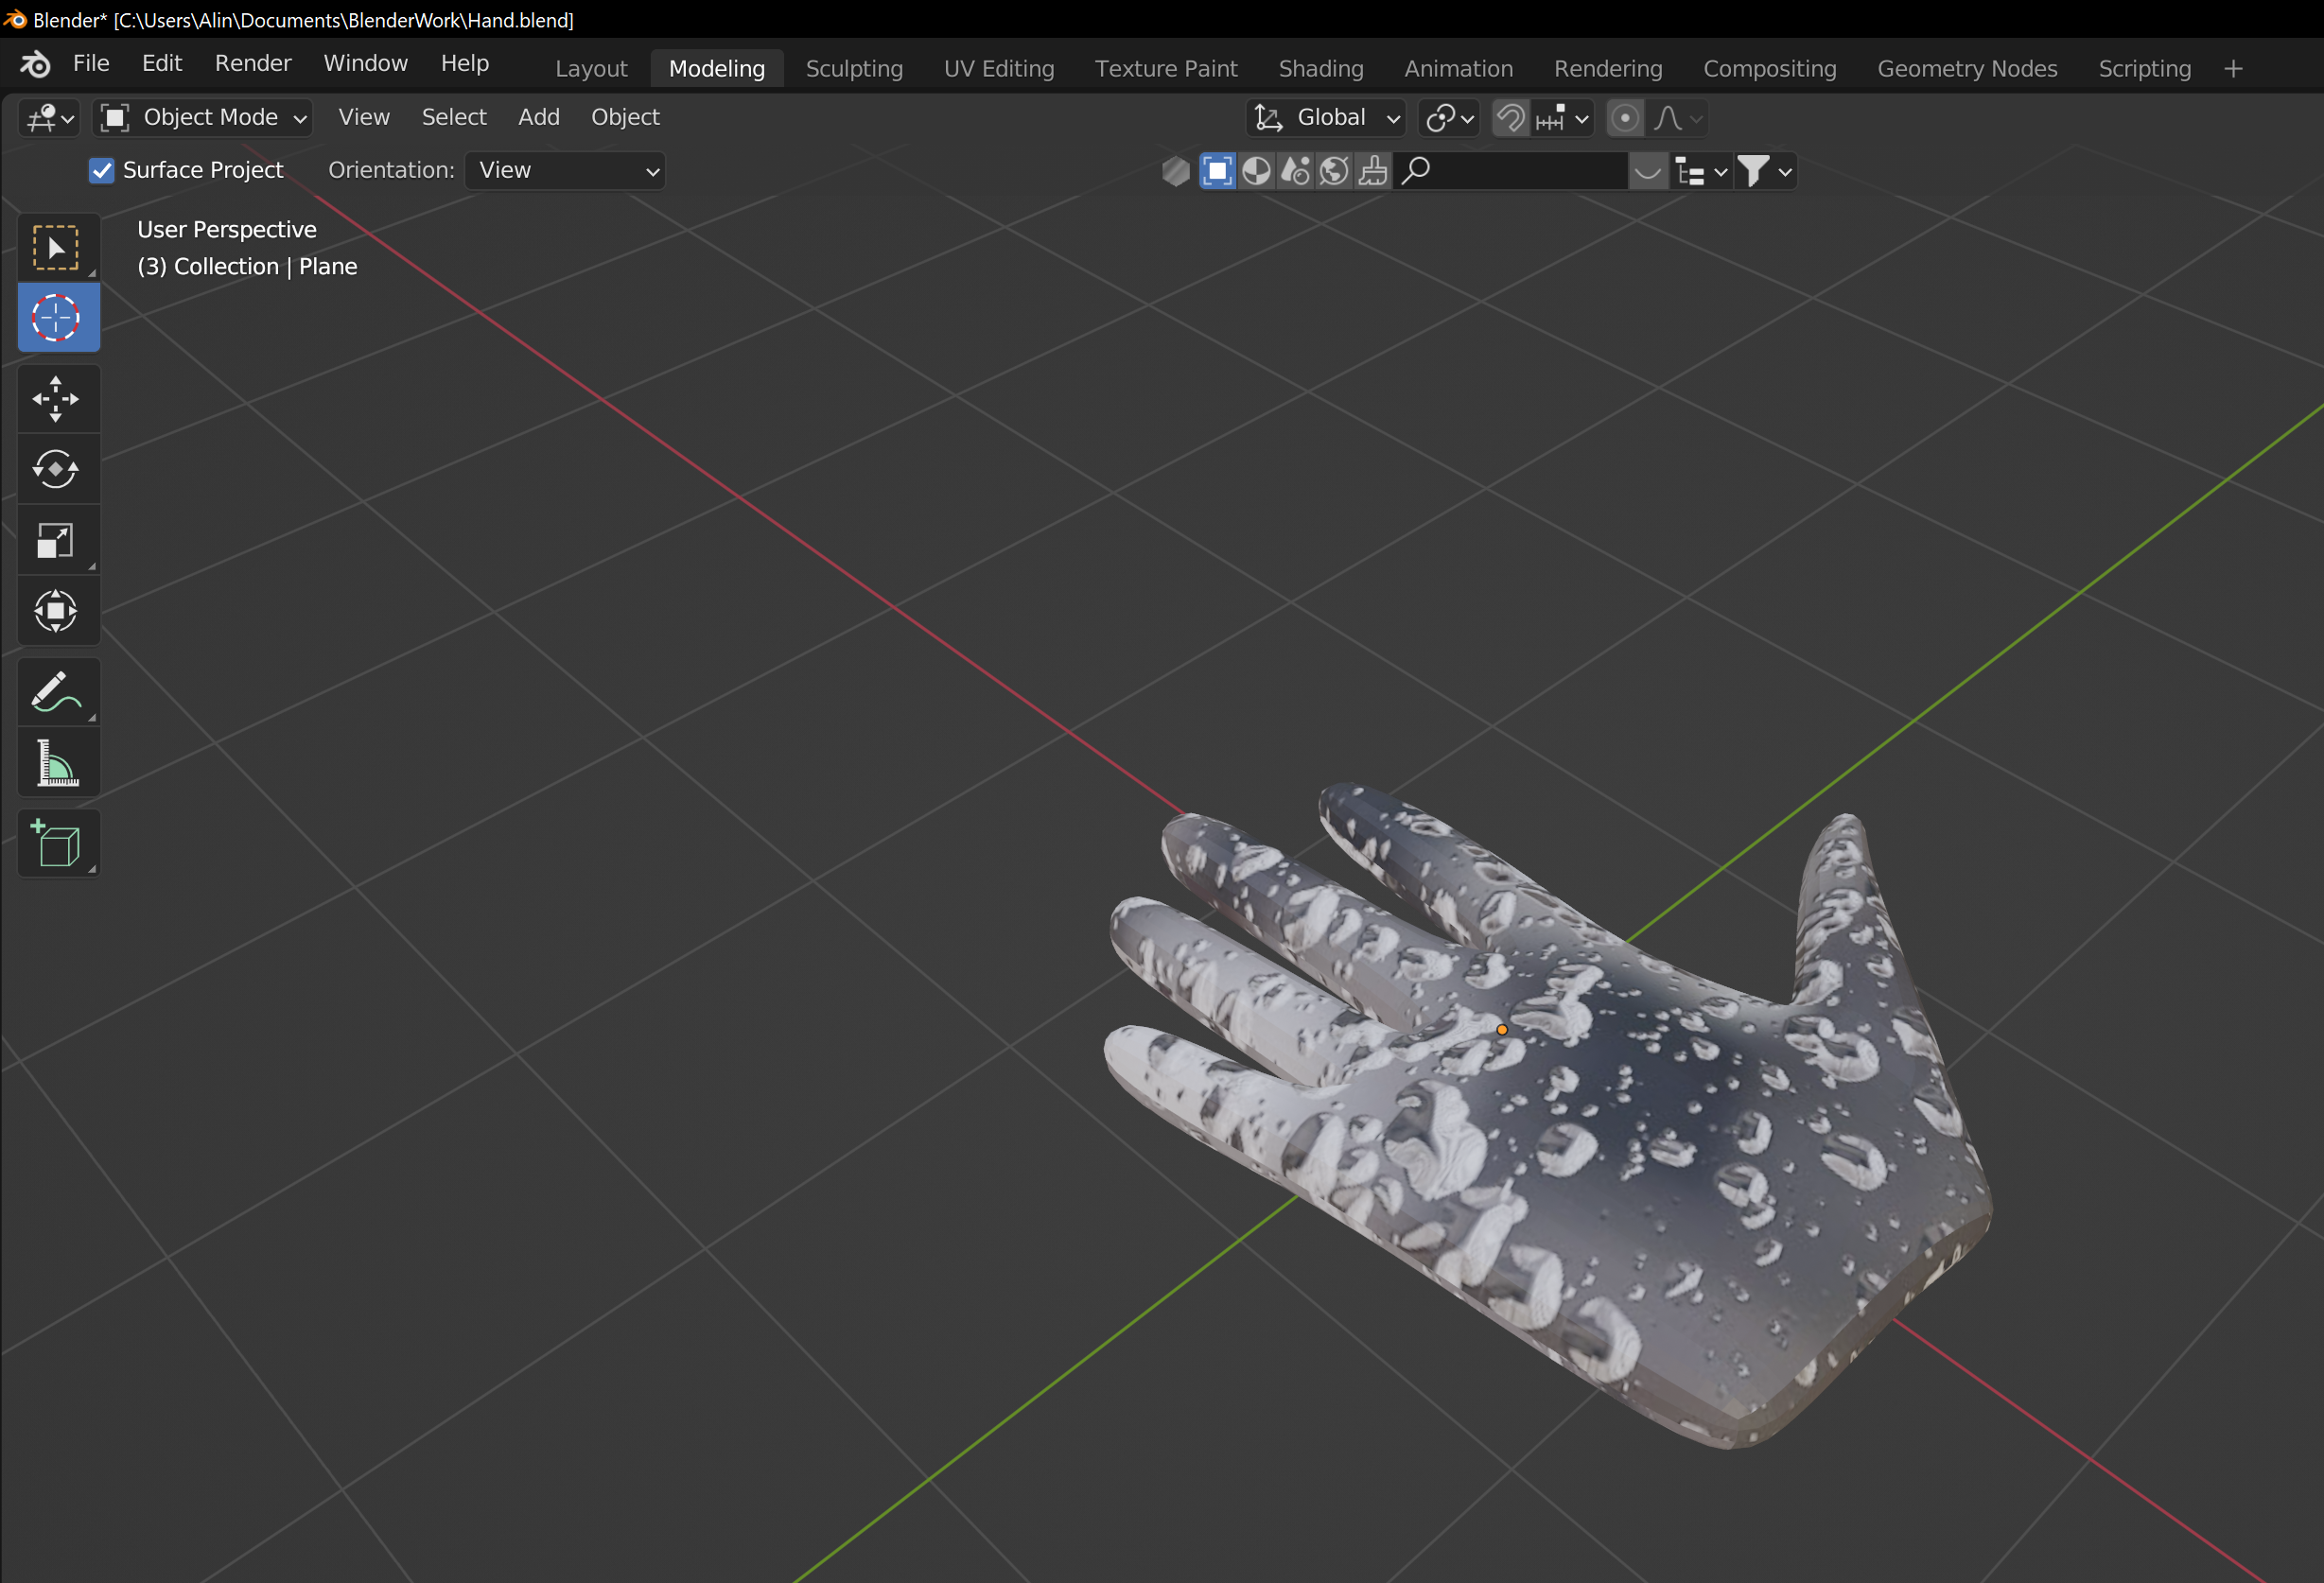 Blender* [C:\Users\Alin\Documents\BlenderWork\Hand.blend]
File Edit Render Window Help Layout Modeling Sculpting UV Editing Texture Paint Shading Animation Rendering Compositing Geometry Nodes Scripting +
Object Mode View Select Add Object Global
Surface Project Orientation: View
User Perspective
(3) Collection | Plane